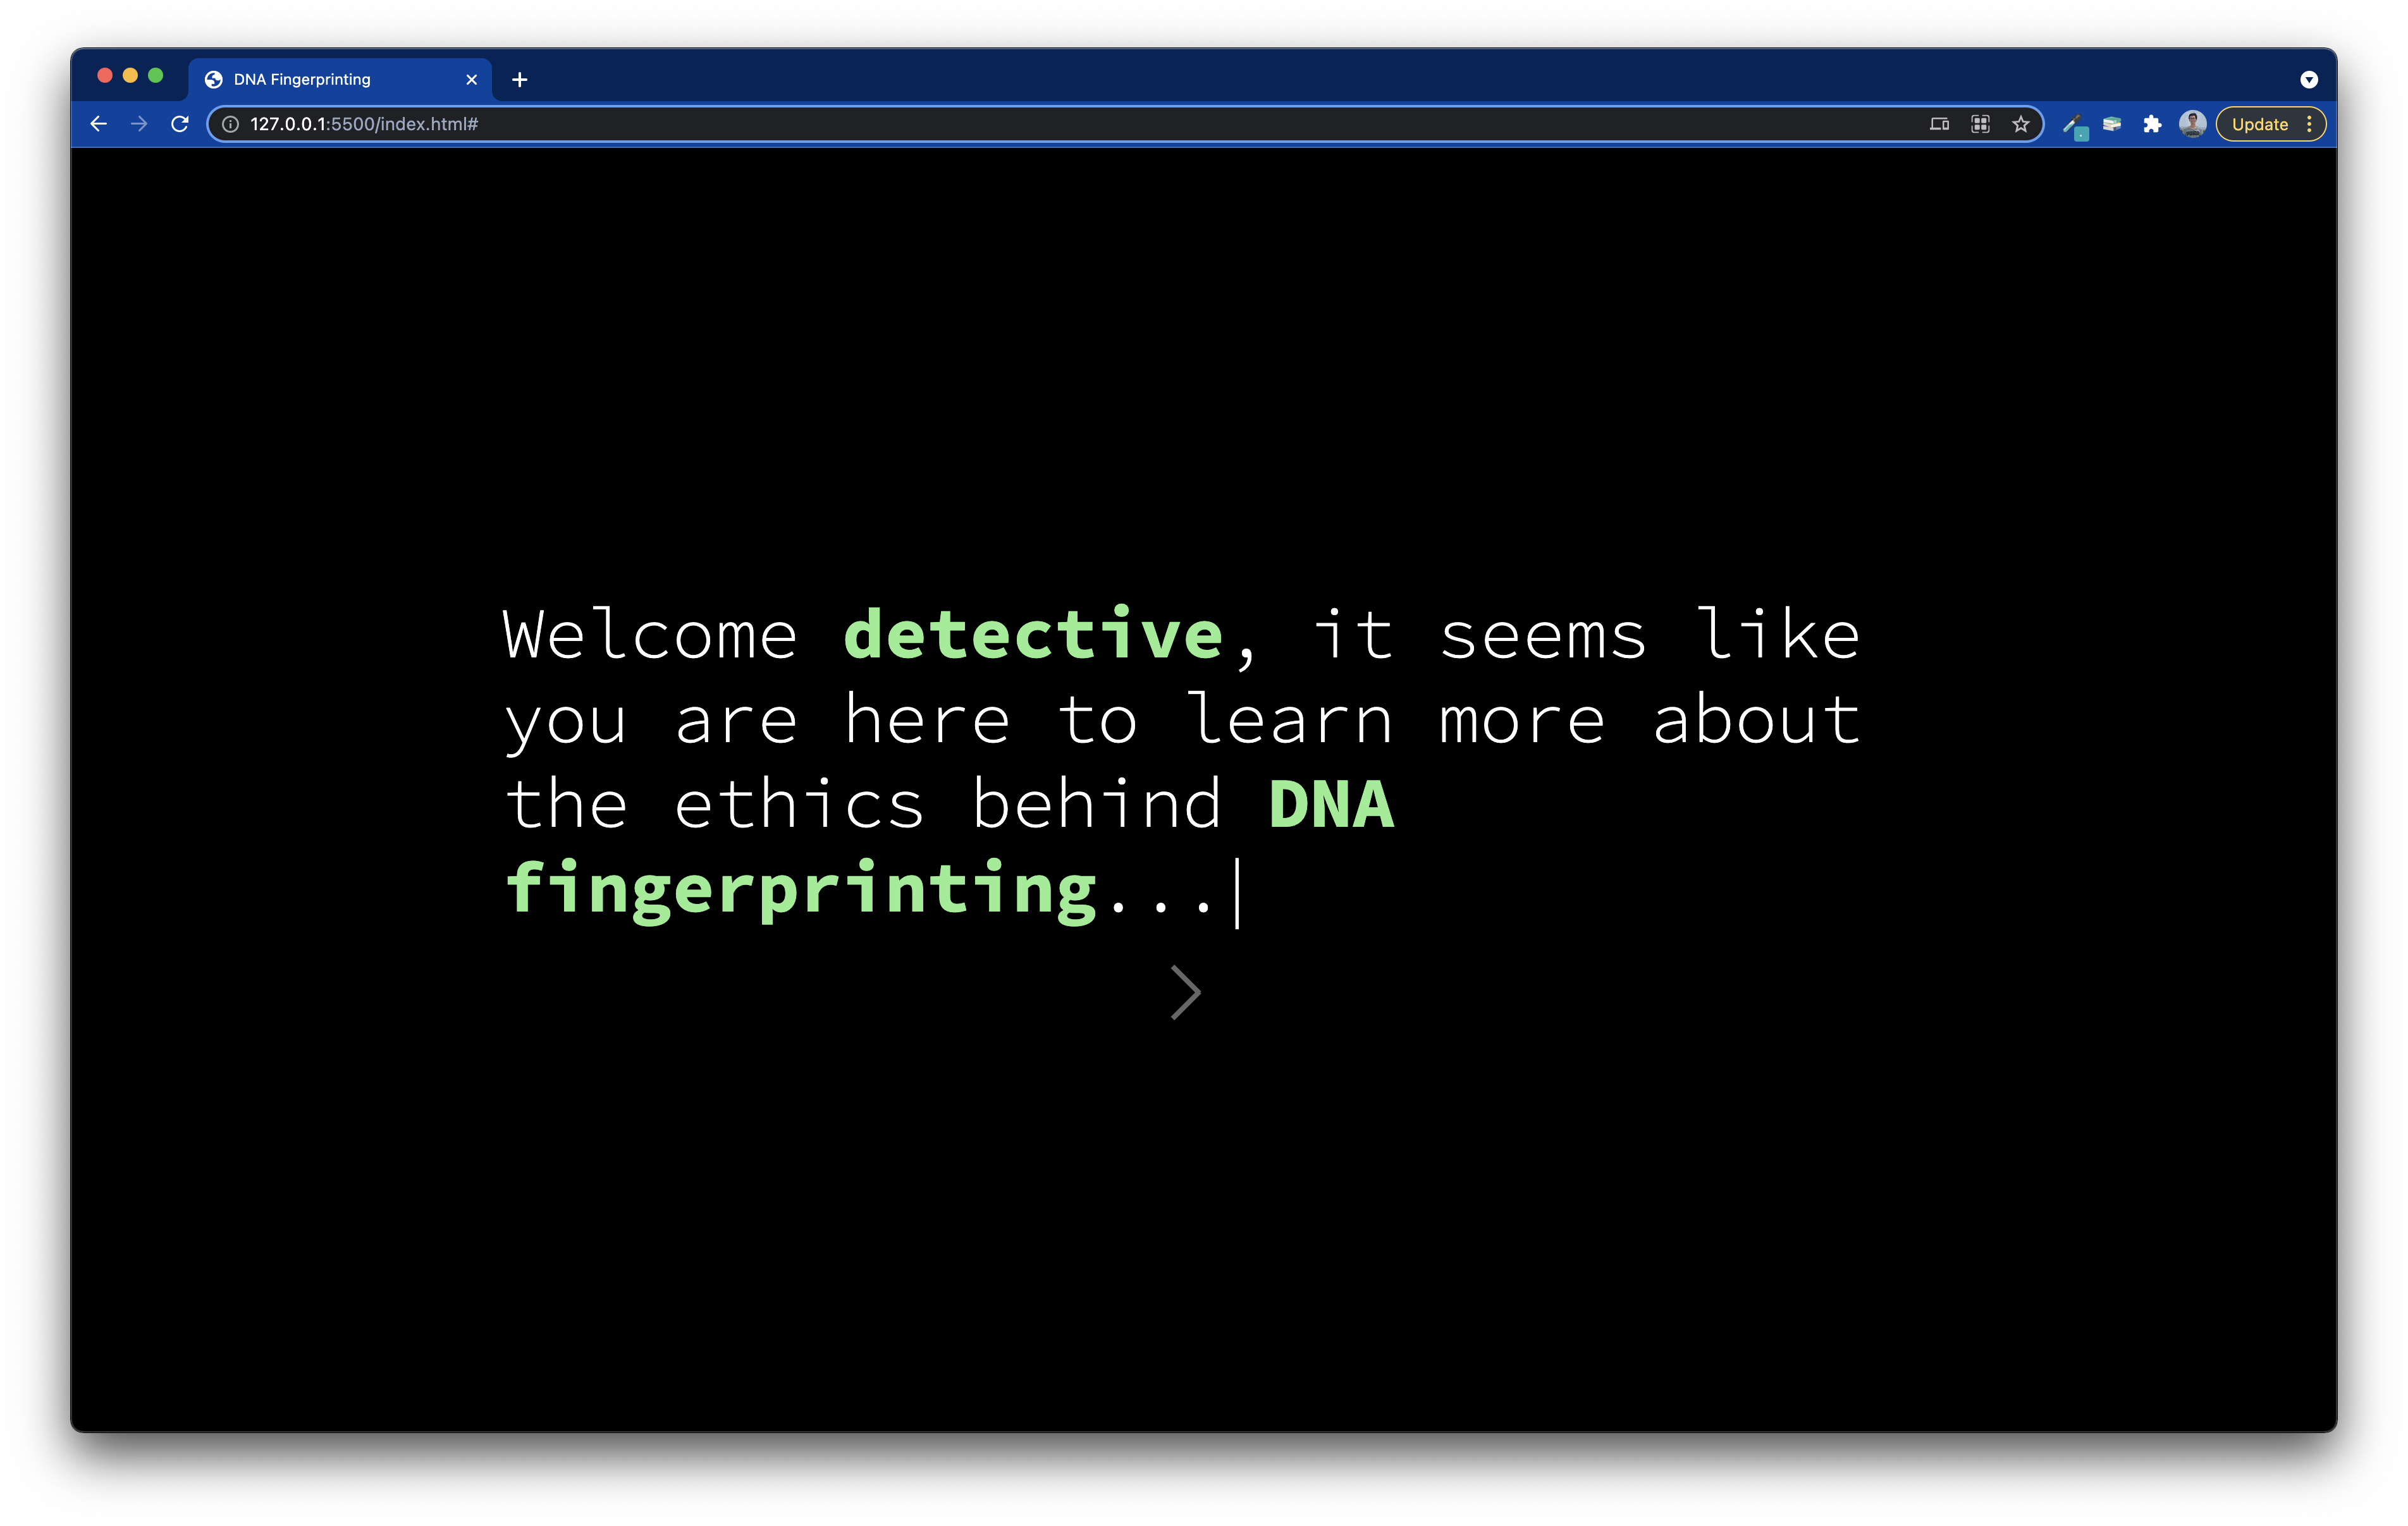 DNA Fingerprinting
127.0.0.1:5500/index.html#
Update
Welcome detective, it seems like
you are here to learn more about
the ethics behind DNA
fingerprinting...